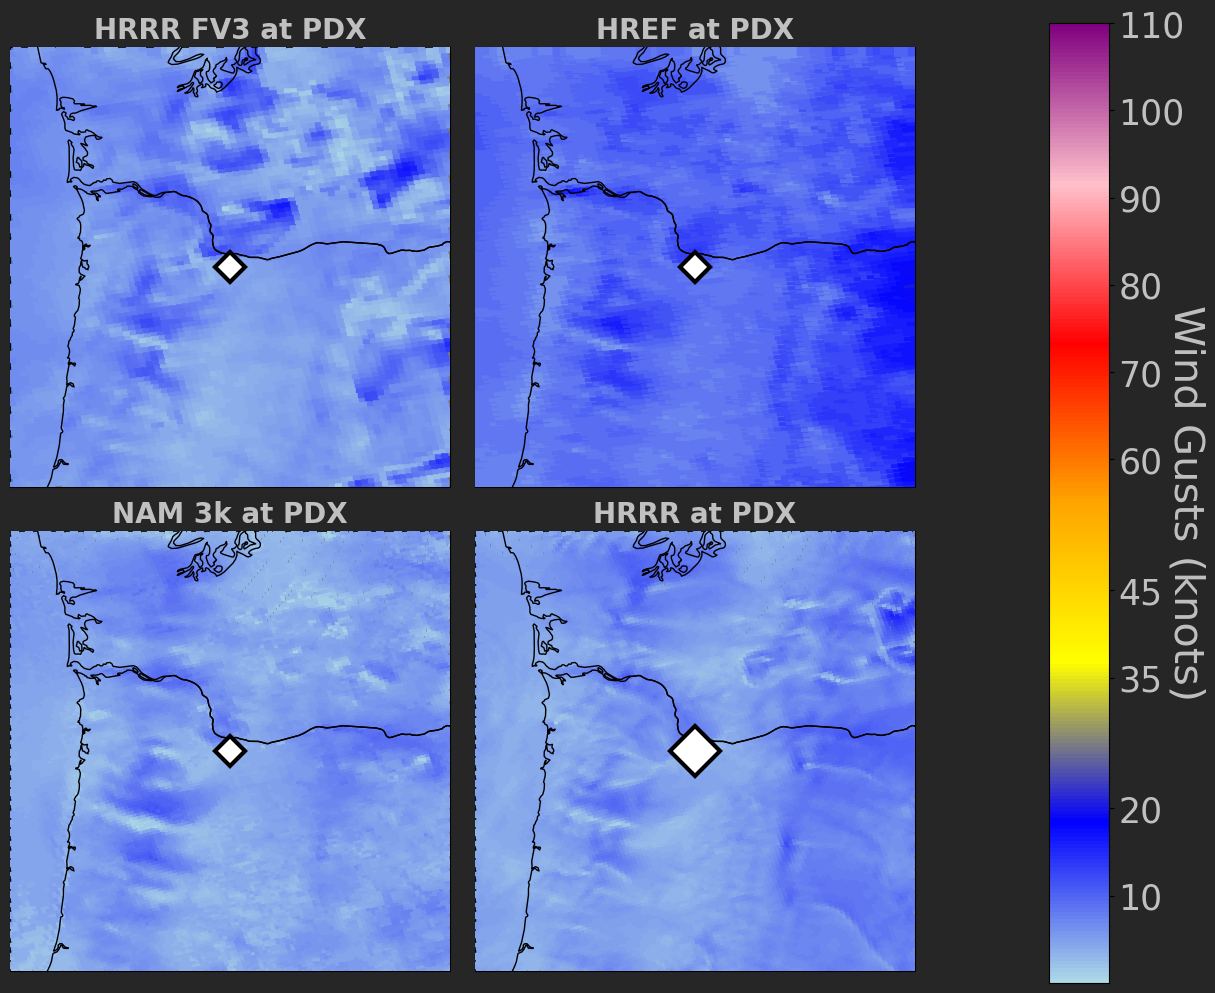 HRRR FV3 at PDX
HREF at PDX
NAM 3k at PDX
HRRR at PDX
110
100
90
80
70
60
45
35
20
10
Wind Gusts (knots)